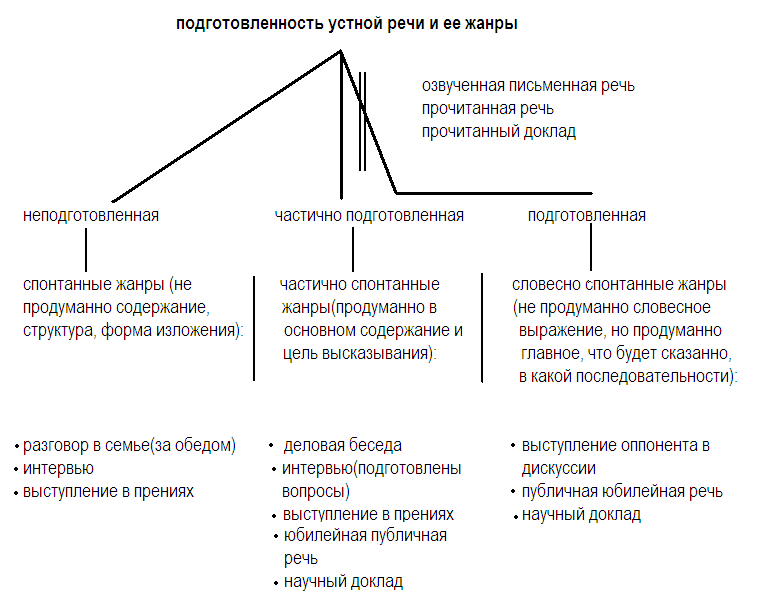 подготовленность устной речи и ее жанры
озвученная письменная речь
прочитанная речь
прочитанный доклад
неподготовленная
частично подготовленная
подготовленная
спонтанные жанры (не
продуманно содержание,
структура, форма изложения):
частично спонтанные
жанры(продуманно в
основном содержание и
цель высказывания):
словесно спонтанные жанры
(не продуманно словесное
выражение, но продуманно
главное, что будет сказанно,
в какой последовательности):
• разговор в семье(за обедом)
• интервью
• выступление в прениях
• деловая беседа
• интервью(подготовлены
вопросы)
• выступление в прениях
• юбилейная публичная
речь
• научный доклад
• выступление оппонента в
дискуссии
• публичная юбилейная речь
• научный доклад